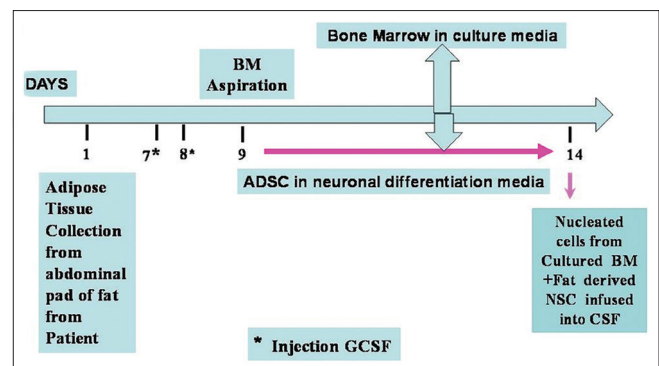 Bone Marrow in culture media
BM
Aspiration
DAYS
1
7*
8*
9
14
ADSC in neuronal differentiation media
Adipose
Tissue
Collection
from
abdominal
pad of fat
from
Patient
Nucleated
cells from
Cultured BM
+Fat derived
NSC infused
into CSF
* Injection GCSF